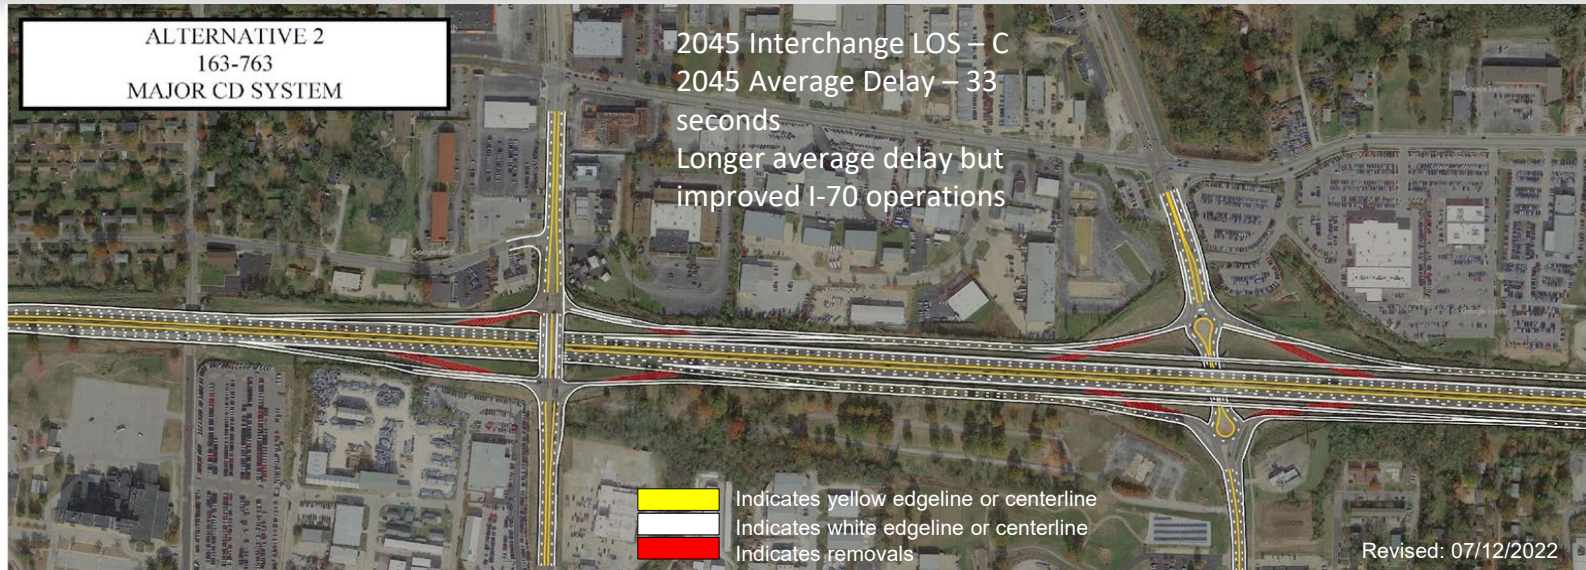 ALTERNATIVE 2
163-763
MAJOR CD SYSTEM
2045 Interchange LOS – C
2045 Average Delay – 33
seconds
Longer average delay but
improved I-70 operations
Indicates yellow edgeline or centerline
Indicates white edgeline or centerline
Indicates removals
Revised: 07/12/2022